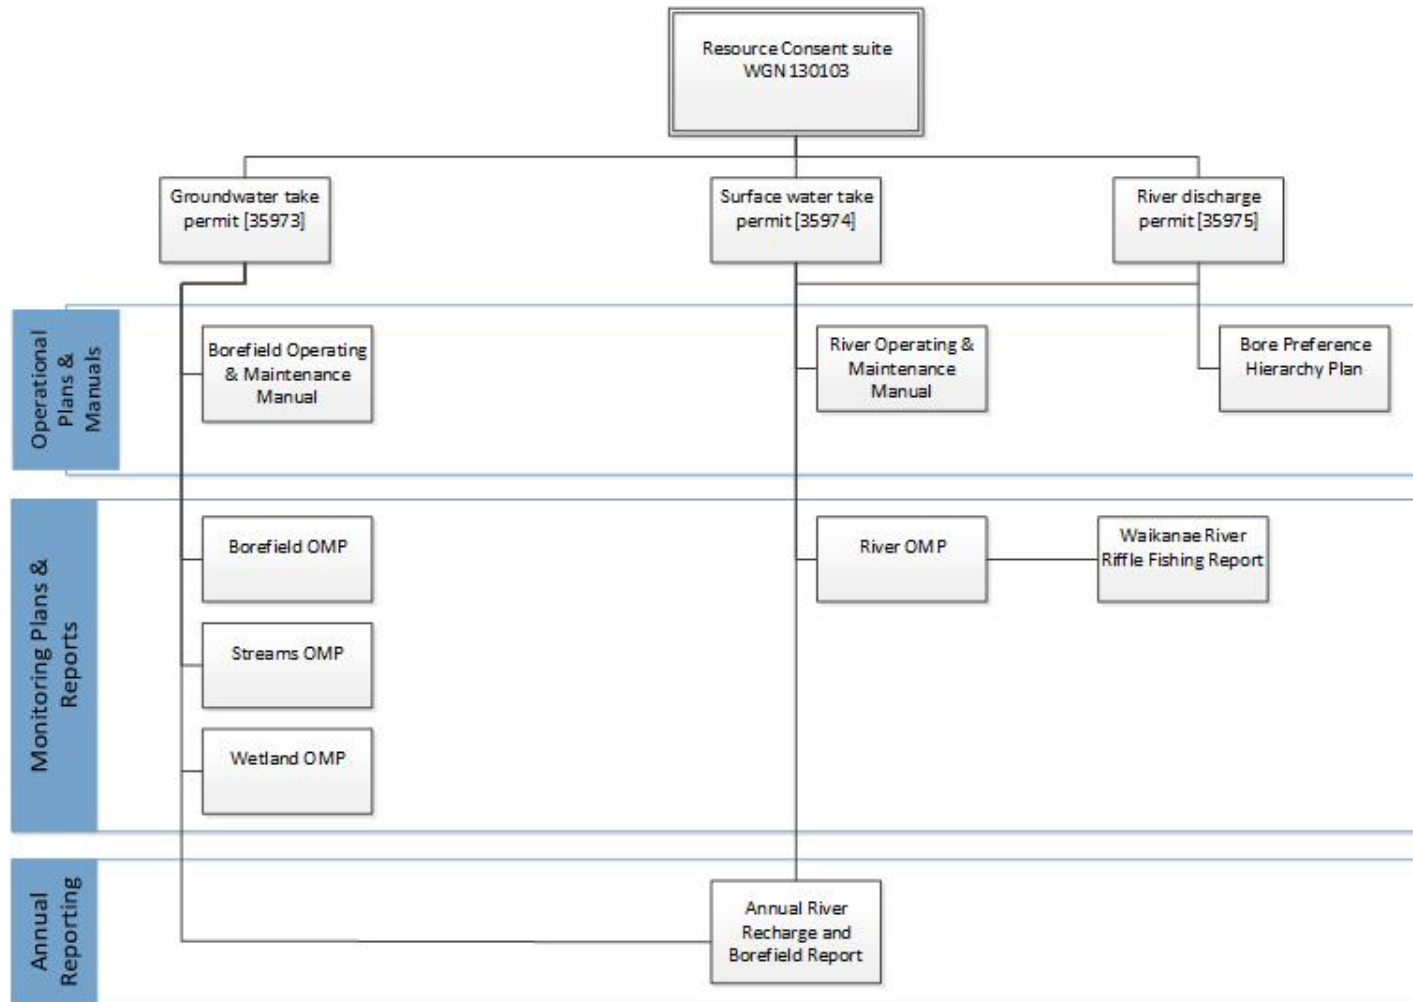 Resource Consent suite
WGN 130103
Groundwater take
permit [35973]
Surface water take
permit [35974]
River discharge
permit [35975]
Operational
Plans &
Manuals
Borefield Operating
& Maintenance
Manual
River Operating &
Maintenance
Manual
Bore Preference
Hierarchy Plan
Monitoring Plans &
Reports
Borefield OMP
River OMP
Waikanae River
Riffle Fishing Report
Streams OMP
Wetland OMP
Annual
Reporting
Annual River
Recharge and
Borefield Report